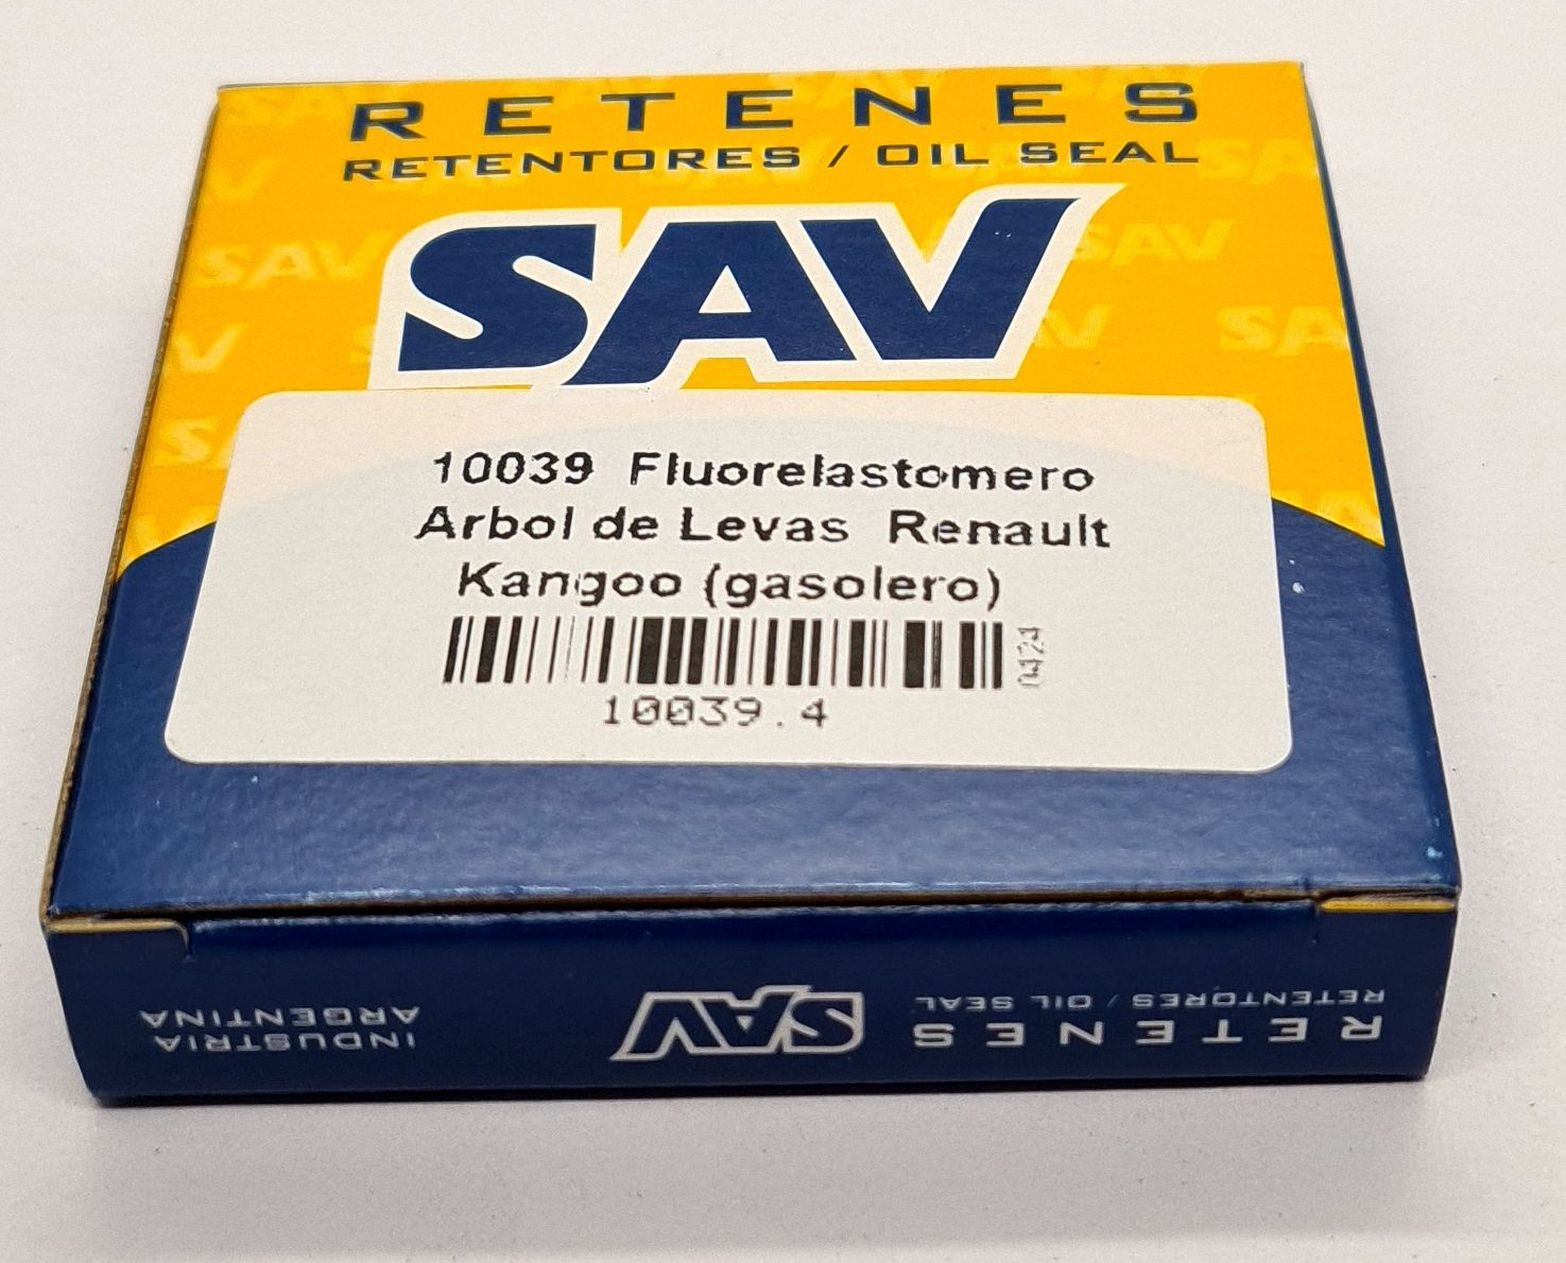 RETENES
RETENTORES / OIL SEAL
SAV
10039 Fluorelastomero
Arbol de Levas Renault
Kangoo (gasolero)
0424
10039.4
RETENES
RETENTORES / OIL SEAL
SAV
INDUSTRIA
ARGENTINA